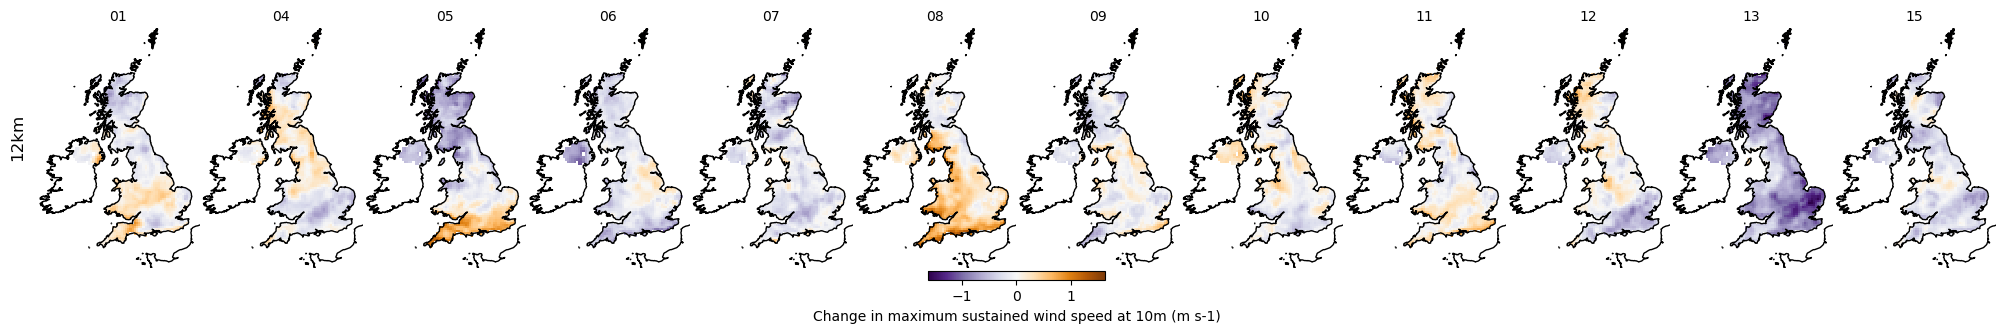 01 04 05 06 07 08 09 10 11 12 13 15
12km
−1 0 1
Change in maximum sustained wind speed at 10m (m s-1)